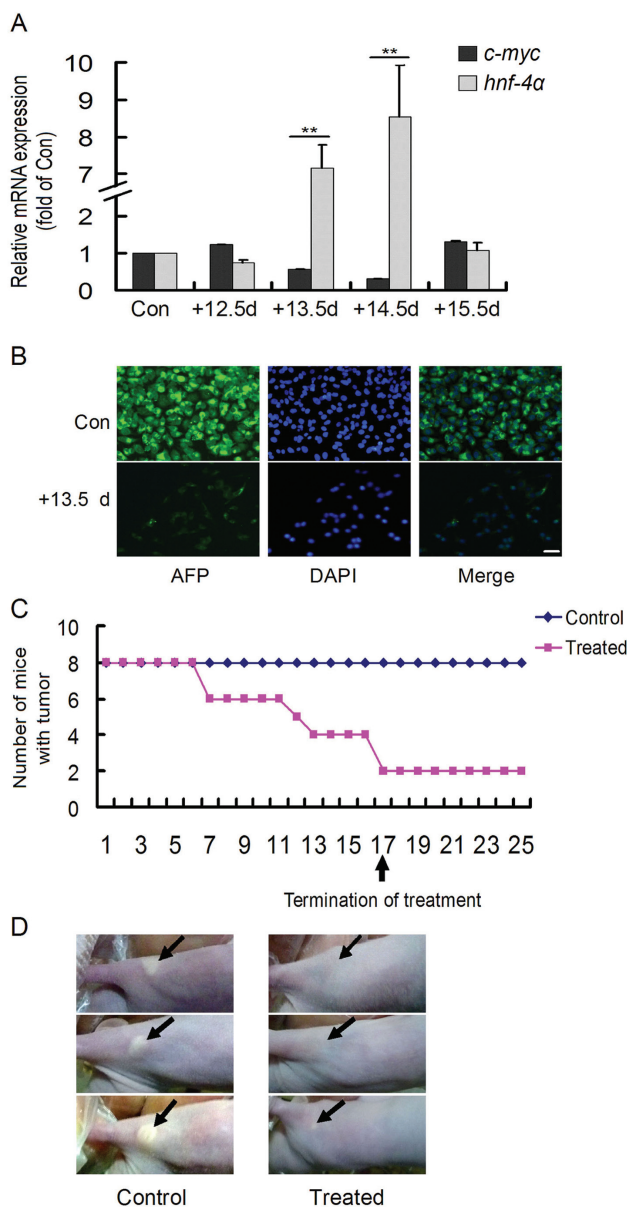 A
Relative mRNA expression
(fold of Con)
10
9
8
7
2
1
0
**
**
c-myc
hnf-4α
Con +12.5d +13.5d +14.5d +15.5d
B
Con
+13.5 d
AFP DAPI Merge
C
Number of mice
with tumor
10
8
6
4
2
0
Control
Treated
1 3 5 7 9 11 13 15 17 19 21 23 25
Termination of treatment
D
Control Treated